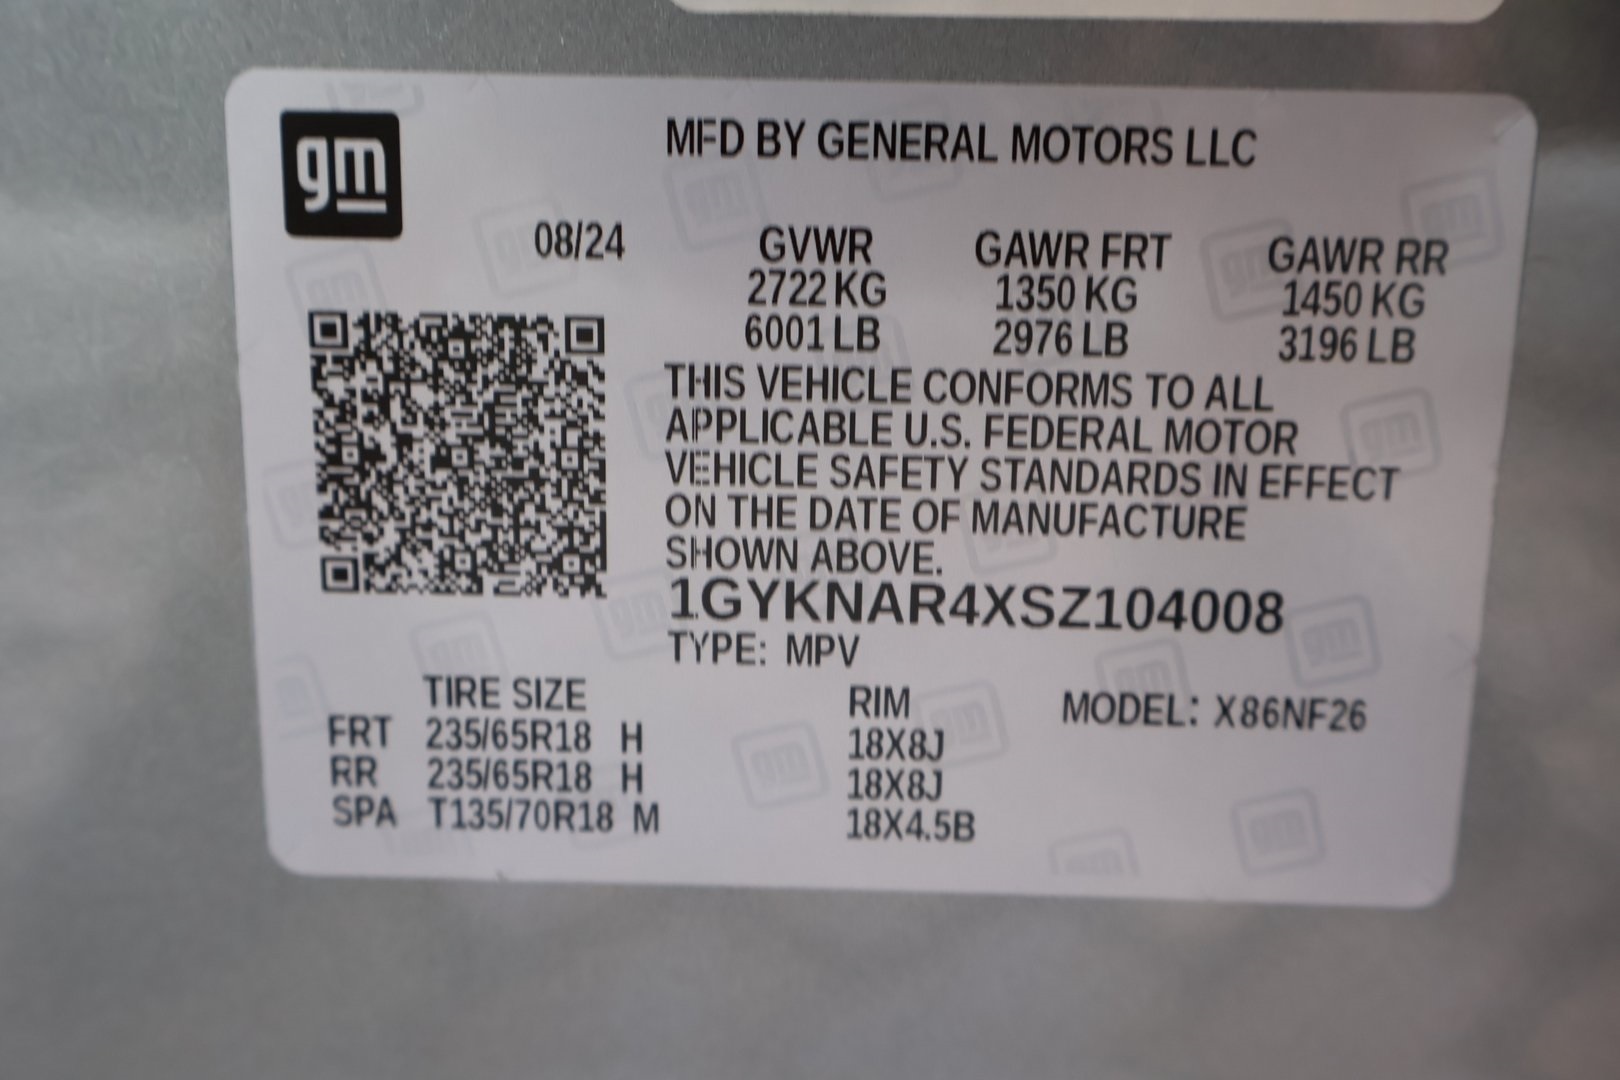 gm
MFD BY GENERAL MOTORS LLC
08/24 GVWR GAWR FRT GAWR RR
2722 KG 1350 KG 1450 KG
6001 LB 2976 LB 3196 LB
THIS VEHICLE CONFORMS TO ALL
APPLICABLE U.S. FEDERAL MOTOR
VEHICLE SAFETY STANDARDS IN EFFECT
ON THE DATE OF MANUFACTURE
SHOWN ABOVE.
1GYKNAR4XSZ104008
TYPE: MPV
TIRE SIZE RIM MODEL: X86NF26
FRT 235/65R18 H 18X8J
RR 235/65R18 H 18X8J
SPA T135/70R18 M 18X4.5B